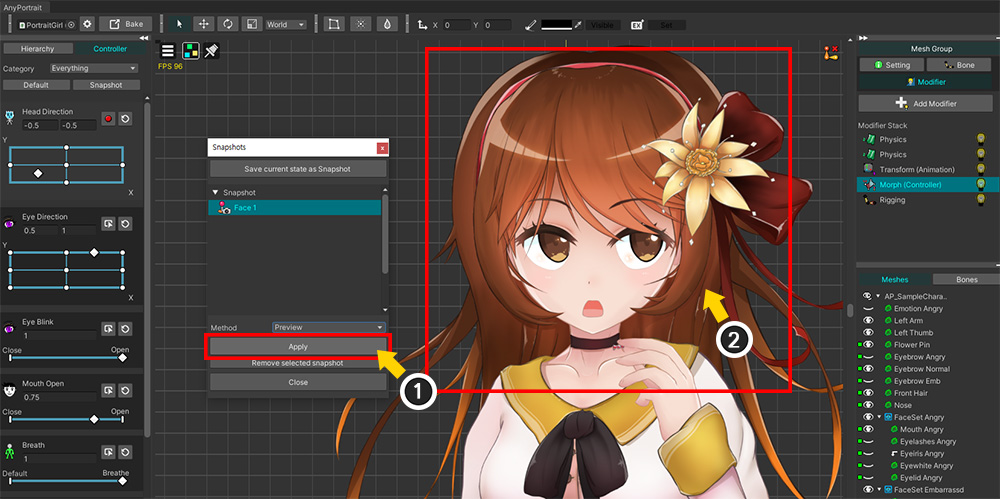 AnyPortrait
PortraitGirl
Bake
World
X 0 Y 0
Visible
EX
Set
Hierarchy
Controller
Category Everything
Default
Snapshot
Head Direction
-0.5 -0.5
Y
X
Eye Direction
0.5 1
Y
X
Eye Blink
1
Close Open
Mouth Open
0.75
Close Open
Breath
1
Default Breathe
FPS 96
Snapshots
x
Save current state as Snapshot
Snapshot
Face 1
Method Preview
Apply
Remove selected snapshot
Close
1
2
Mesh Group
Setting
Bone
Modifier
Add Modifier
Modifier Stack
Physics
Physics
Transform (Animation)
Morph (Controller)
Rigging
Meshes
Bones
AP_SampleChara..
Emotion Angry
Left Arm
Left Thumb
Flower Pin
Eyebrow Angry
Eyebrow Normal
Eyebrow Emb
Front Hair
Nose
FaceSet Angry
Mouth Angry
Eyelashes Angry
Eyeiris Angry
Eyewhite Angry
Eyelid Angry
FaceSet Embarrassd